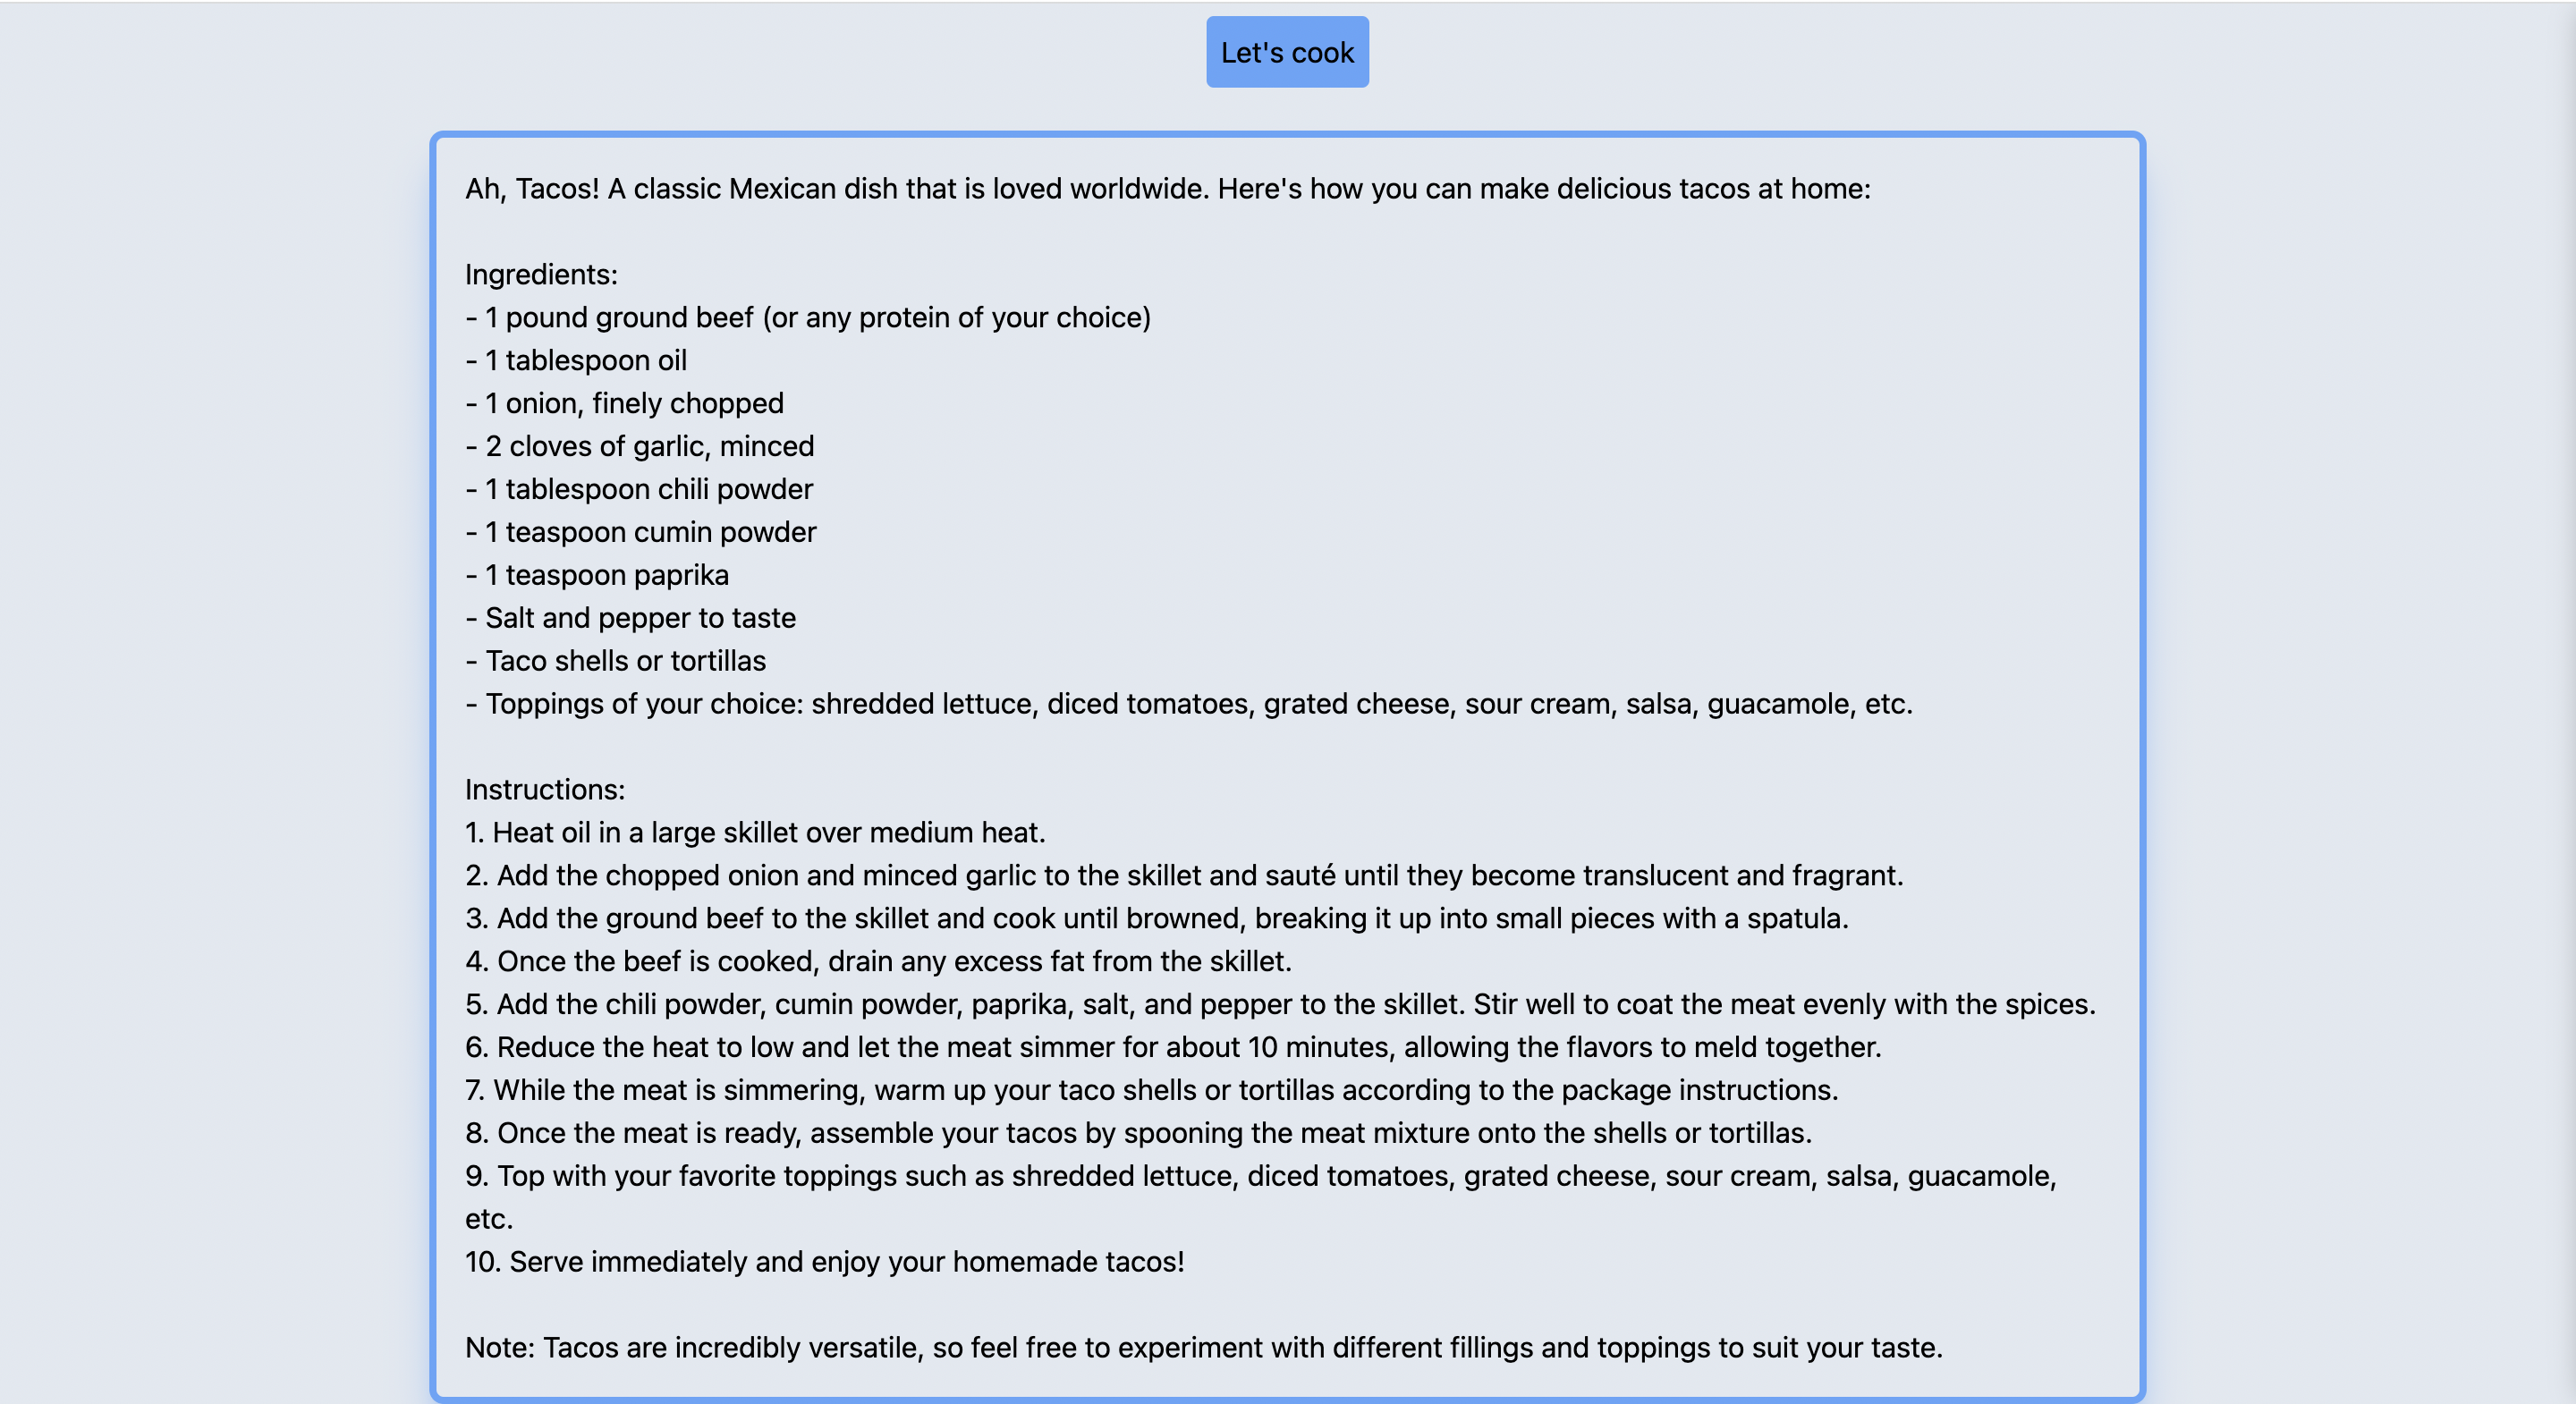 Let's cook
Ah, Tacos! A classic Mexican dish that is loved worldwide. Here's how you can make delicious tacos at home:
Ingredients:
- 1 pound ground beef (or any protein of your choice)
- 1 tablespoon oil
- 1 onion, finely chopped
- 2 cloves of garlic, minced
- 1 tablespoon chili powder
- 1 teaspoon cumin powder
- 1 teaspoon paprika
- Salt and pepper to taste
- Taco shells or tortillas
- Toppings of your choice: shredded lettuce, diced tomatoes, grated cheese, sour cream, salsa, guacamole, etc.
Instructions:
1. Heat oil in a large skillet over medium heat.
2. Add the chopped onion and minced garlic to the skillet and sauté until they become translucent and fragrant.
3. Add the ground beef to the skillet and cook until browned, breaking it up into small pieces with a spatula.
4. Once the beef is cooked, drain any excess fat from the skillet.
5. Add the chili powder, cumin powder, paprika, salt, and pepper to the skillet. Stir well to coat the meat evenly with the spices.
6. Reduce the heat to low and let the meat simmer for about 10 minutes, allowing the flavors to meld together.
7. While the meat is simmering, warm up your taco shells or tortillas according to the package instructions.
8. Once the meat is ready, assemble your tacos by spooning the meat mixture onto the shells or tortillas.
9. Top with your favorite toppings such as shredded lettuce, diced tomatoes, grated cheese, sour cream, salsa, guacamole,
etc.
10. Serve immediately and enjoy your homemade tacos!
Note: Tacos are incredibly versatile, so feel free to experiment with different fillings and toppings to suit your taste.